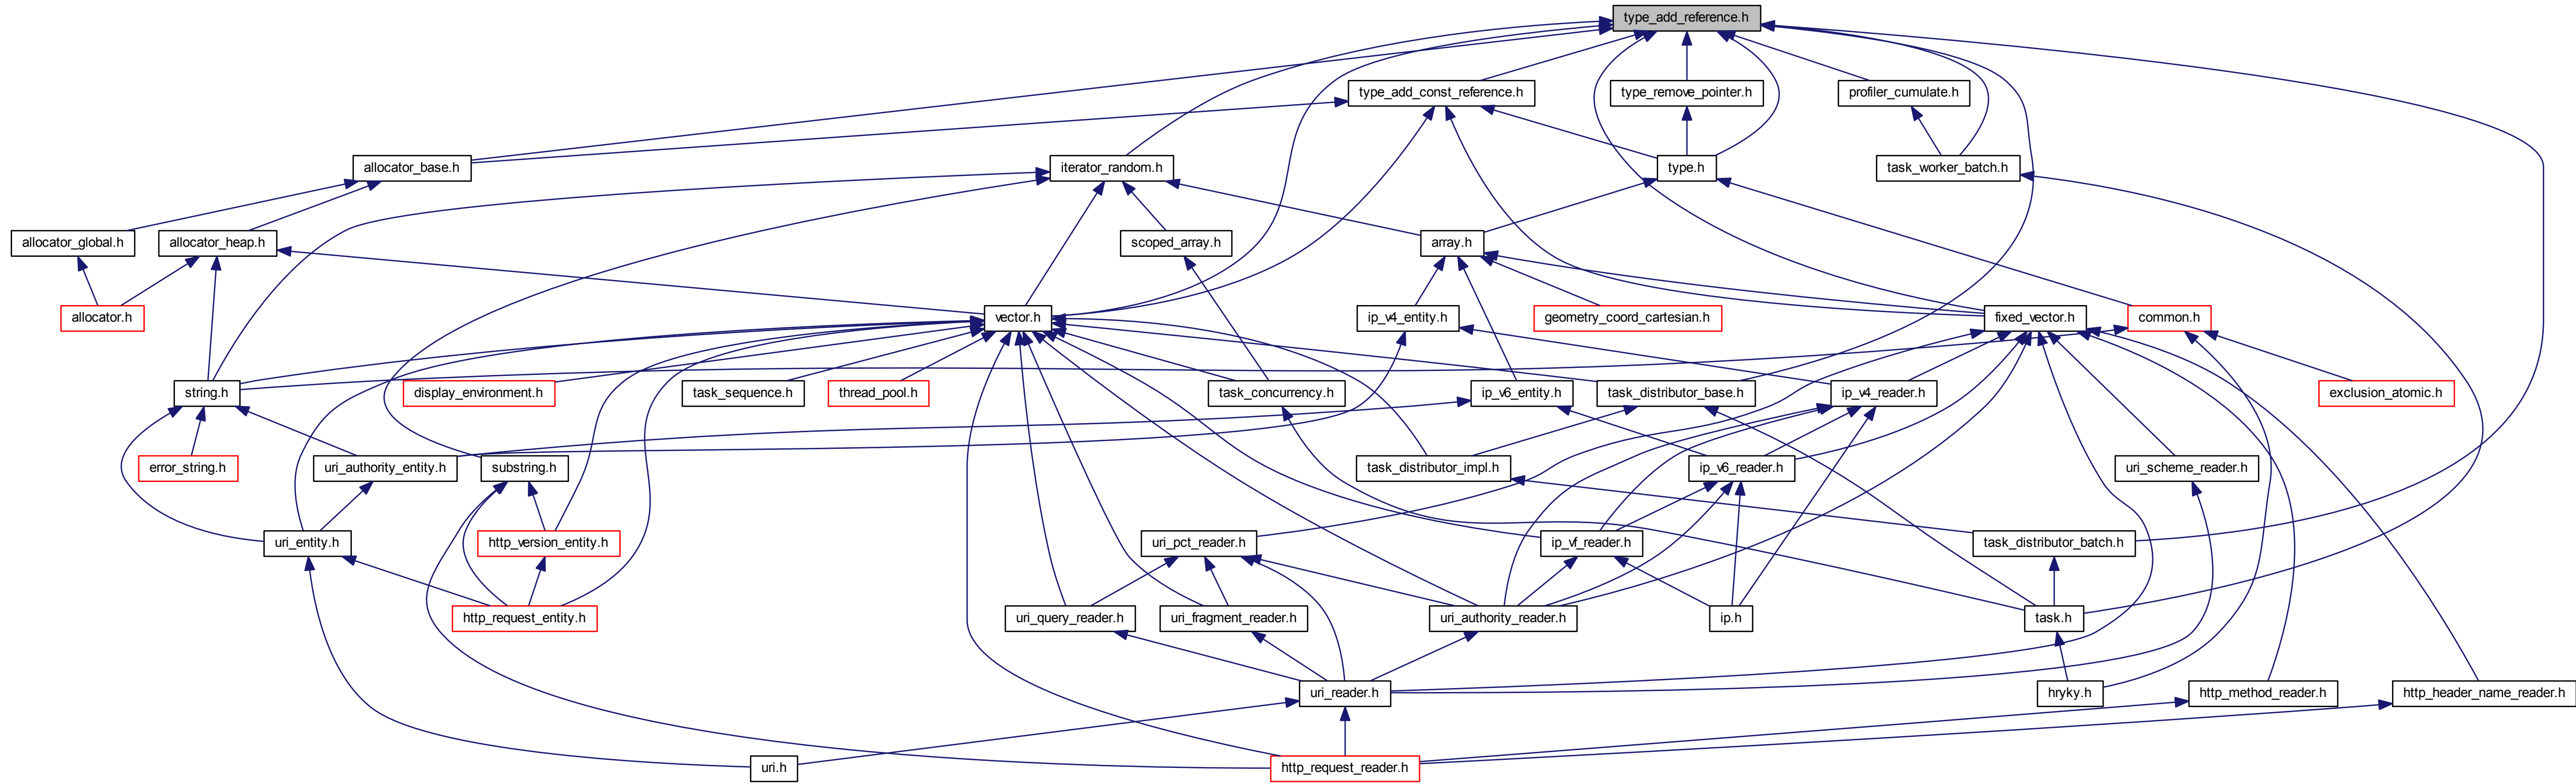 type_add_reference.h
type_add_const_reference.h
type_remove_pointer.h
profiler_cumulate.h
allocator_base.h
iterator_random.h
type.h
task_worker_batch.h
allocator_global.h
allocator_heap.h
scoped_array.h
array.h
allocator.h
vector.h
ip_v4_entity.h
geometry_coord_cartesian.h
fixed_vector.h
common.h
string.h
display_environment.h
task_sequence.h
thread_pool.h
task_concurrency.h
ip_v6_entity.h
task_distributor_base.h
ip_v4_reader.h
exclusion_atomic.h
error_string.h
uri_authority_entity.h
substring.h
task_distributor_impl.h
ip_v6_reader.h
uri_scheme_reader.h
uri_entity.h
http_version_entity.h
uri_pct_reader.h
ip_vf_reader.h
task_distributor_batch.h
http_request_entity.h
uri_query_reader.h
uri_fragment_reader.h
uri_authority_reader.h
ip.h
task.h
uri_reader.h
hryky.h
http_method_reader.h
http_header_name_reader.h
uri.h
http_request_reader.h